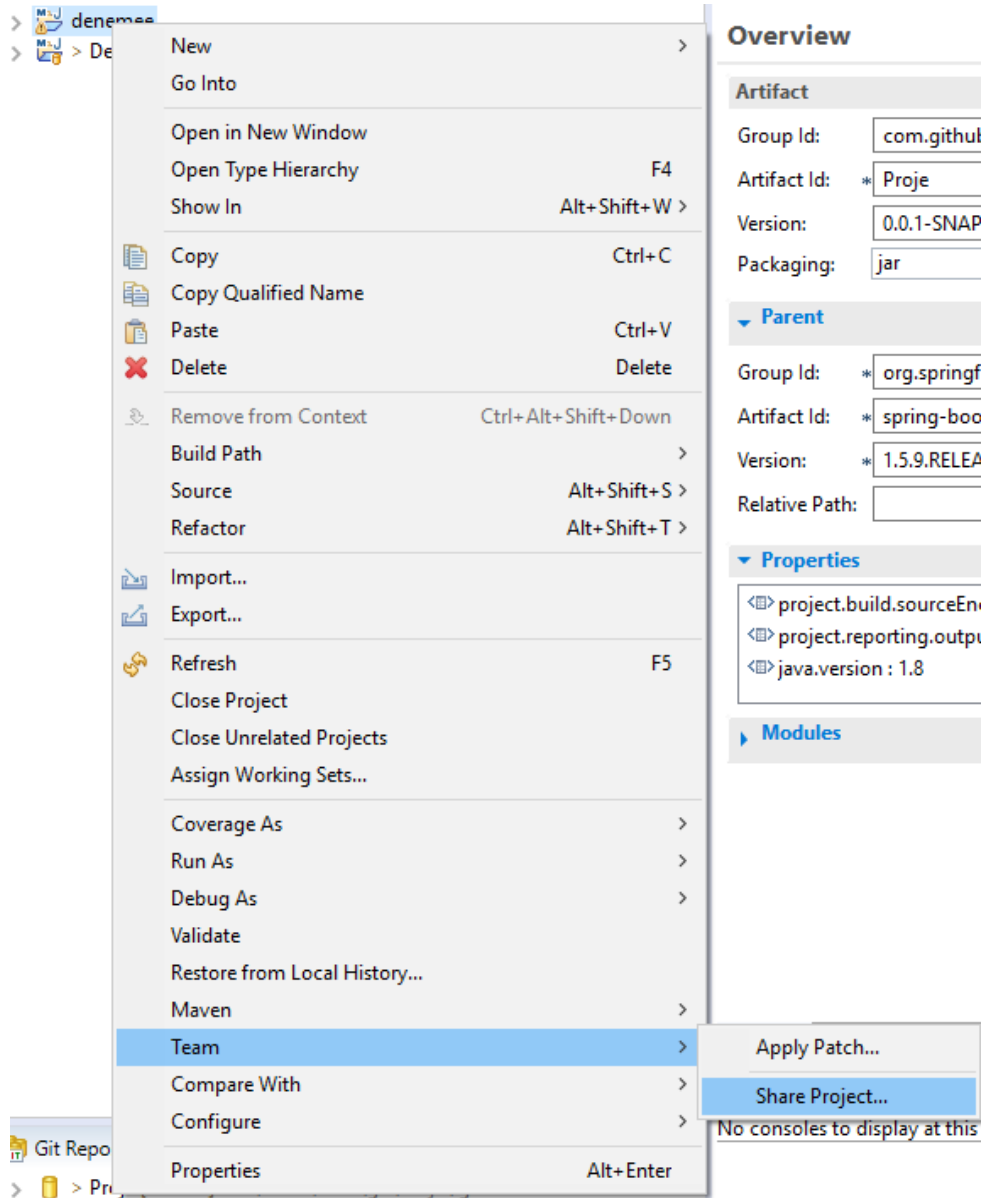 denemee
> De
New
Go Into
Open in New Window
Open Type Hierarchy F4
Show In Alt+Shift+W >
Copy Ctrl+C
Copy Qualified Name
Paste Ctrl+V
Delete Delete
Remove from Context Ctrl+Alt+Shift+Down
Build Path
Source Alt+Shift+S >
Refactor Alt+Shift+T >
Import...
Export...
Refresh F5
Close Project
Close Unrelated Projects
Assign Working Sets...
Coverage As
Run As
Debug As
Validate
Restore from Local History...
Maven
Team
Compare With
Configure
Properties Alt+Enter
Apply Patch...
Share Project...
Overview
Artifact
Group Id: com.github
Artifact Id: * Proje
Version: 0.0.1-SNAP
Packaging: jar
Parent
Group Id: * org.springf
Artifact Id: * spring-boo
Version: * 1.5.9.RELEA
Relative Path:
Properties
project.build.sourceEn
project.reporting.outpu
java.version : 1.8
Modules
No consoles to display at this
Git Repo
> Pr